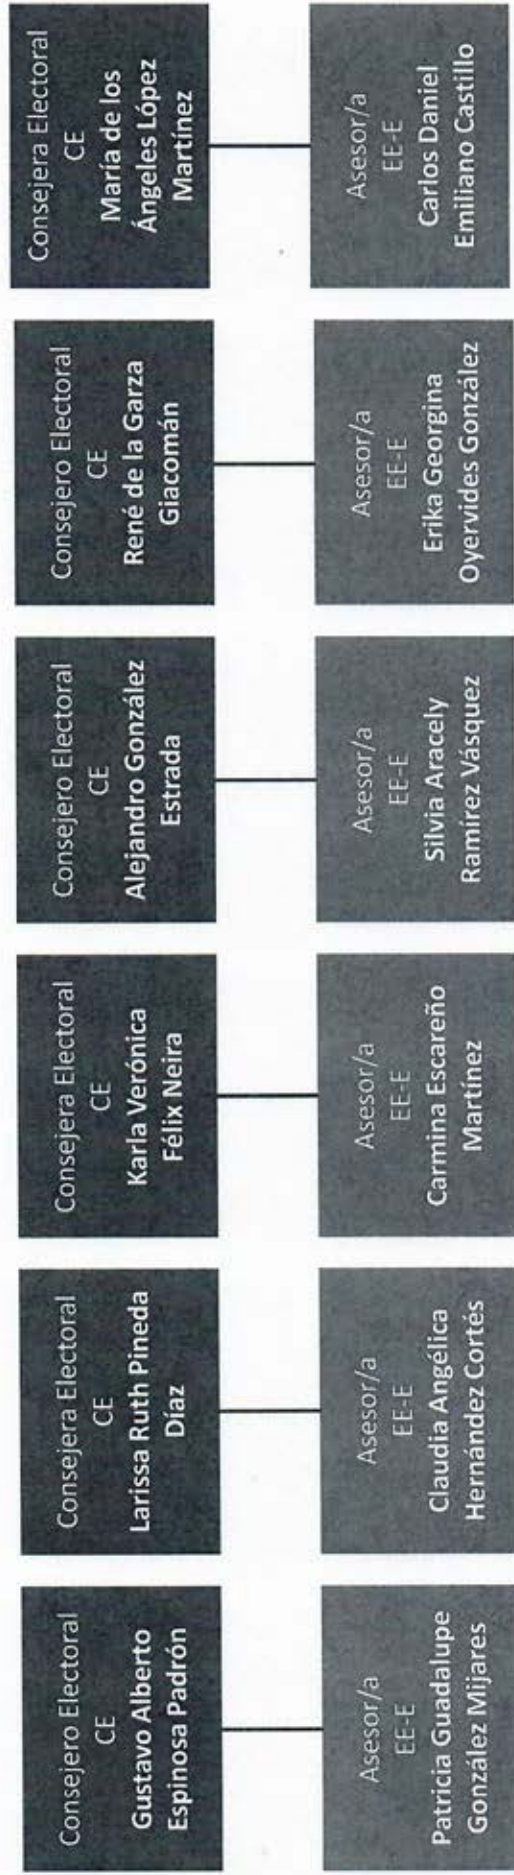 Consejero Electoral
CE
Gustavo Alberto
Espinosa Padrón
Asesor/a
EE-E
Patricia Guadalupe
González Mijares
Consejera Electoral
CE
Larissa Ruth Pineda
Díaz
Asesor/a
EE-E
Claudia Angélica
Hernández Cortés
Consejera Electoral
CE
Karla Verónica
Félix Neira
Asesor/a
EE-E
Carmina Escareño
Martínez
Consejero Electoral
CE
Alejandro González
Estrada
Asesor/a
EE-E
Silvia Aracely
Ramírez Vásquez
Consejero Electoral
CE
René de la Garza
Giacomán
Asesor/a
EE-E
Erika Georgina
Oyervides González
Consejera Electoral
CE
María de los
Ángeles López
Martínez
Asesor/a
EE-E
Carlos Daniel
Emiliano Castillo